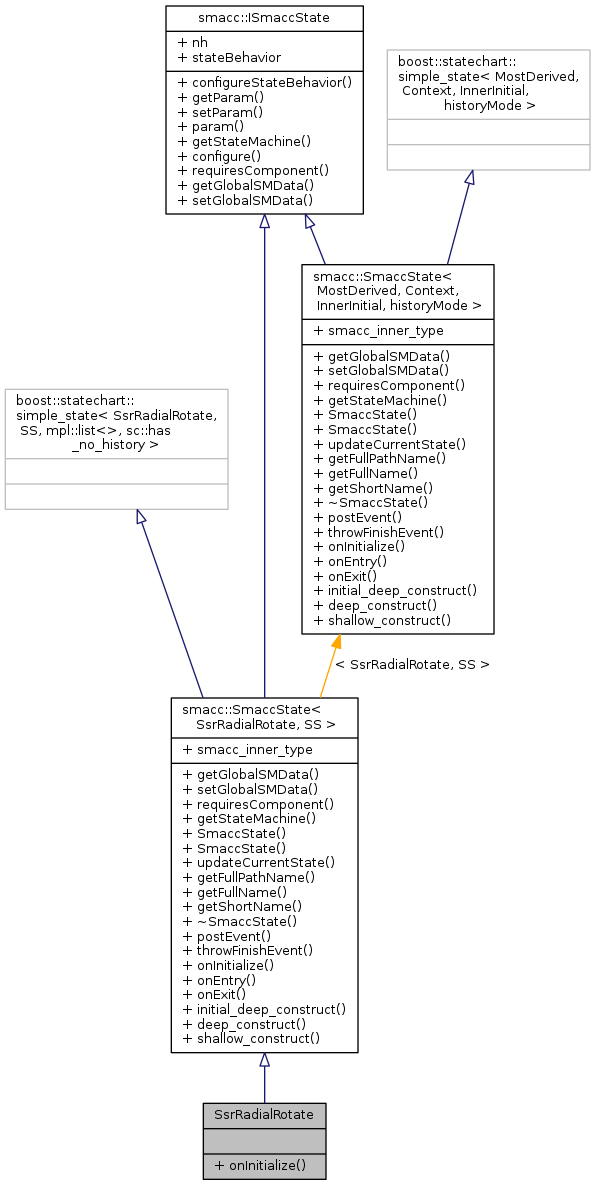 smacc::ISmaccState
+ nh
+ stateBehavior
+ configureStateBehavior()
+ getParam()
+ setParam()
+ param()
+ getStateMachine()
+ configure()
+ requiresComponent()
+ getGlobalSMData()
+ setGlobalSMData()
boost::statechart::
simple_state< MostDerived,
Context, InnerInitial,
historyMode >
smacc::SmaccState<
MostDerived, Context,
InnerInitial, historyMode >
+ smacc_inner_type
+ getGlobalSMData()
+ setGlobalSMData()
+ requiresComponent()
+ getStateMachine()
+ SmaccState()
+ SmaccState()
+ updateCurrentState()
+ getFullPathName()
+ getFullName()
+ getShortName()
+ ~SmaccState()
+ postEvent()
+ throwFinishEvent()
+ onInitialize()
+ onEntry()
+ onExit()
+ initial_deep_construct()
+ deep_construct()
+ shallow_construct()
boost::statechart::
simple_state< SsrRadialRotate,
SS, mpl::list<>, sc::has
_no_history >
< SsrRadialRotate, SS >
smacc::SmaccState<
SsrRadialRotate, SS >
+ smacc_inner_type
+ getGlobalSMData()
+ setGlobalSMData()
+ requiresComponent()
+ getStateMachine()
+ SmaccState()
+ SmaccState()
+ updateCurrentState()
+ getFullPathName()
+ getFullName()
+ getShortName()
+ ~SmaccState()
+ postEvent()
+ throwFinishEvent()
+ onInitialize()
+ onEntry()
+ onExit()
+ initial_deep_construct()
+ deep_construct()
+ shallow_construct()
SsrRadialRotate
+ onInitialize()